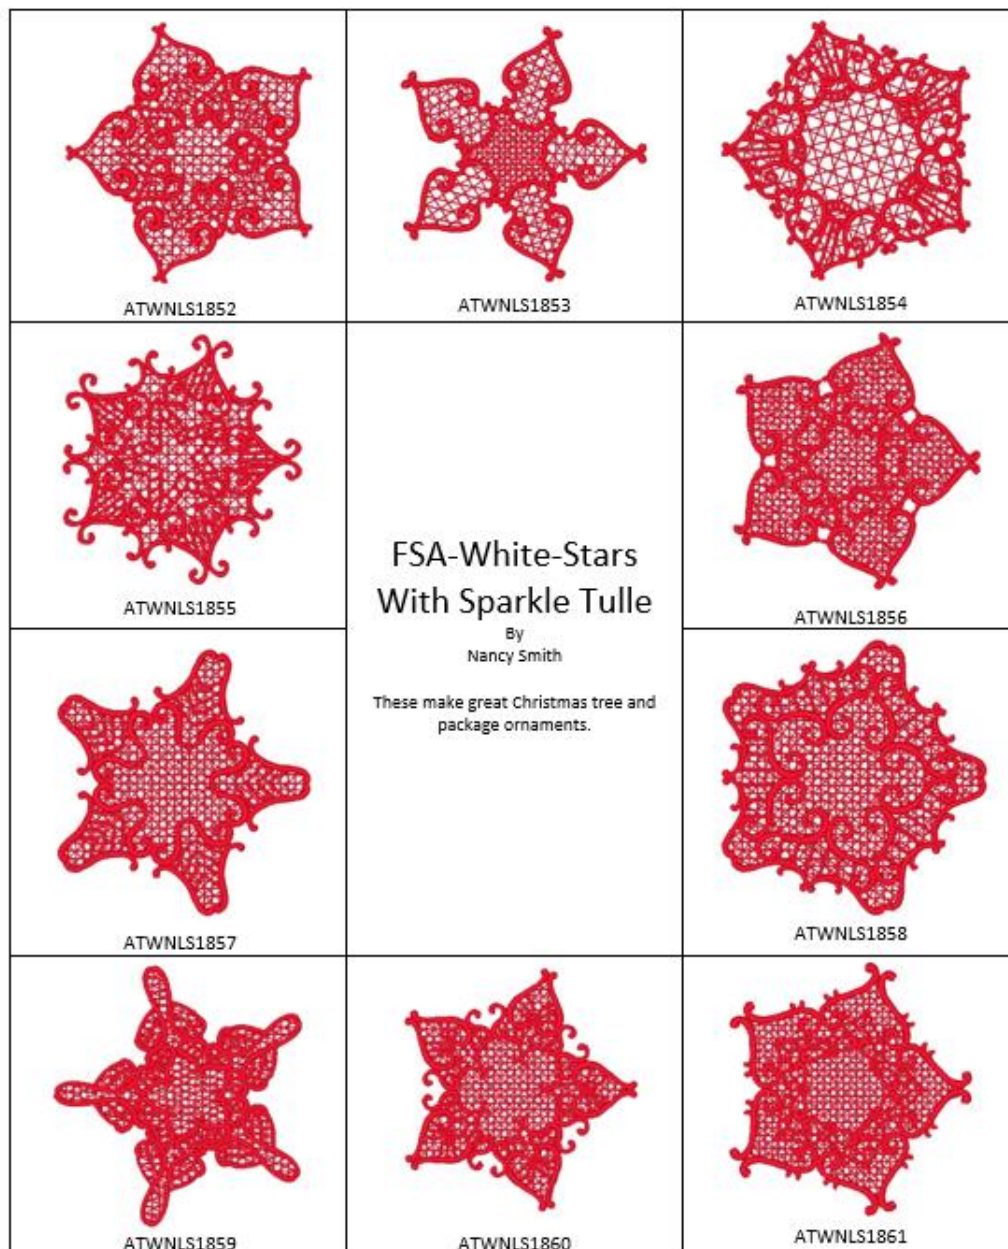 ATWNLS1852
ATWNLS1853
ATWNLS1854
ATWNLS1855
FSA-White-Stars
With Sparkle Tulle
By
Nancy Smith
These make great Christmas tree and
package ornaments.
ATWNLS1856
ATWNLS1857
ATWNLS1858
ATWNLS1859
ATWNLS1860
ATWNLS1861